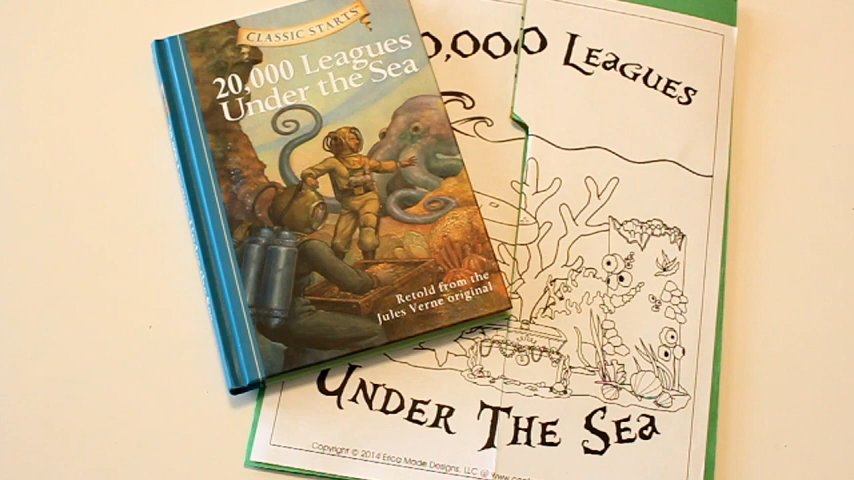 CLASSIC STARTS
20,000 Leagues
Under the Sea
Retold from the
Jules Verne original
0,000 LEAGUES
UNDER THE SEA
Copyright © 2014 Erica Made Designs, LLC @